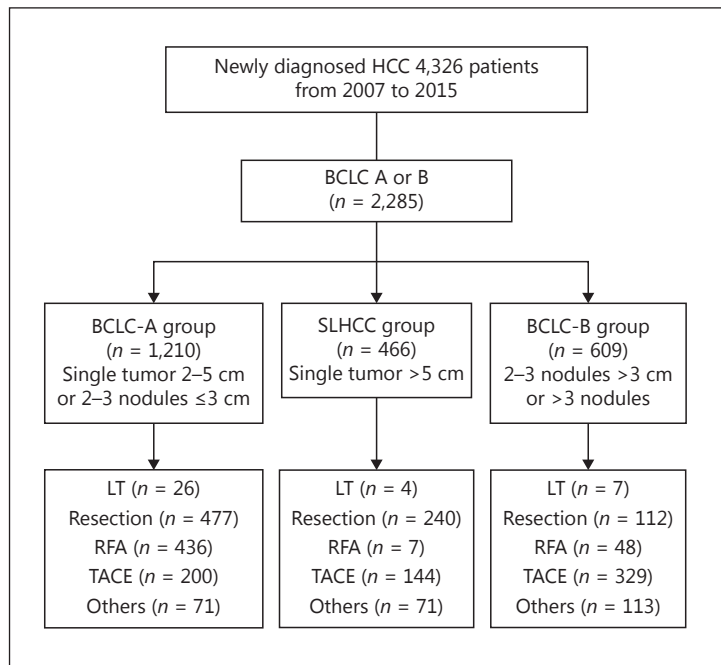 Newly diagnosed HCC 4,326 patients
from 2007 to 2015
BCLC A or B
(n = 2,285)
BCLC-A group
(n = 1,210)
Single tumor 2–5 cm
or 2–3 nodules ≤3 cm
SLHCC group
(n = 466)
Single tumor >5 cm
BCLC-B group
(n = 609)
2–3 nodules >3 cm
or >3 nodules
LT (n = 26)
Resection (n = 477)
RFA (n = 436)
TACE (n = 200)
Others (n = 71)
LT (n = 4)
Resection (n = 240)
RFA (n = 7)
TACE (n = 144)
Others (n = 71)
LT (n = 7)
Resection (n = 112)
RFA (n = 48)
TACE (n = 329)
Others (n = 113)